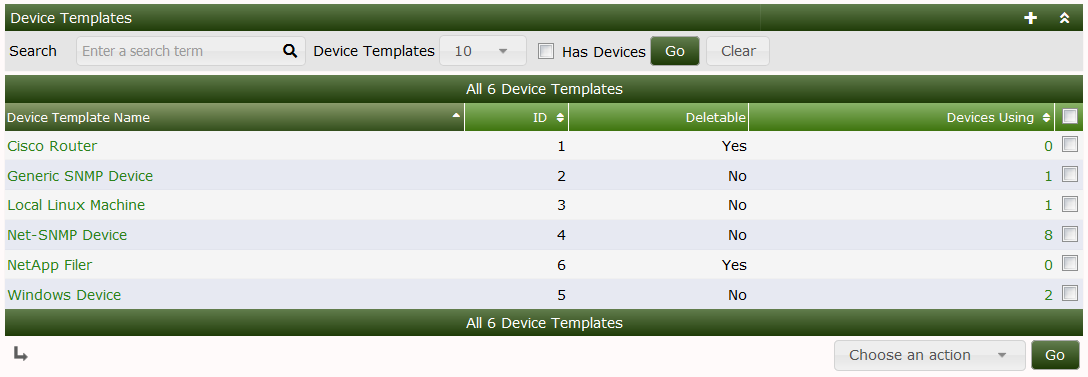 Device Templates
Search Enter a search term Device Templates 10 Has Devices Go Clear
All 6 Device Templates
Device Template Name ID Deletable Devices Using
Cisco Router 1 Yes 0
Generic SNMP Device 2 No 1
Local Linux Machine 3 No 1
Net-SNMP Device 4 No 8
NetApp Filer 6 Yes 0
Windows Device 5 No 2
All 6 Device Templates
Choose an action Go